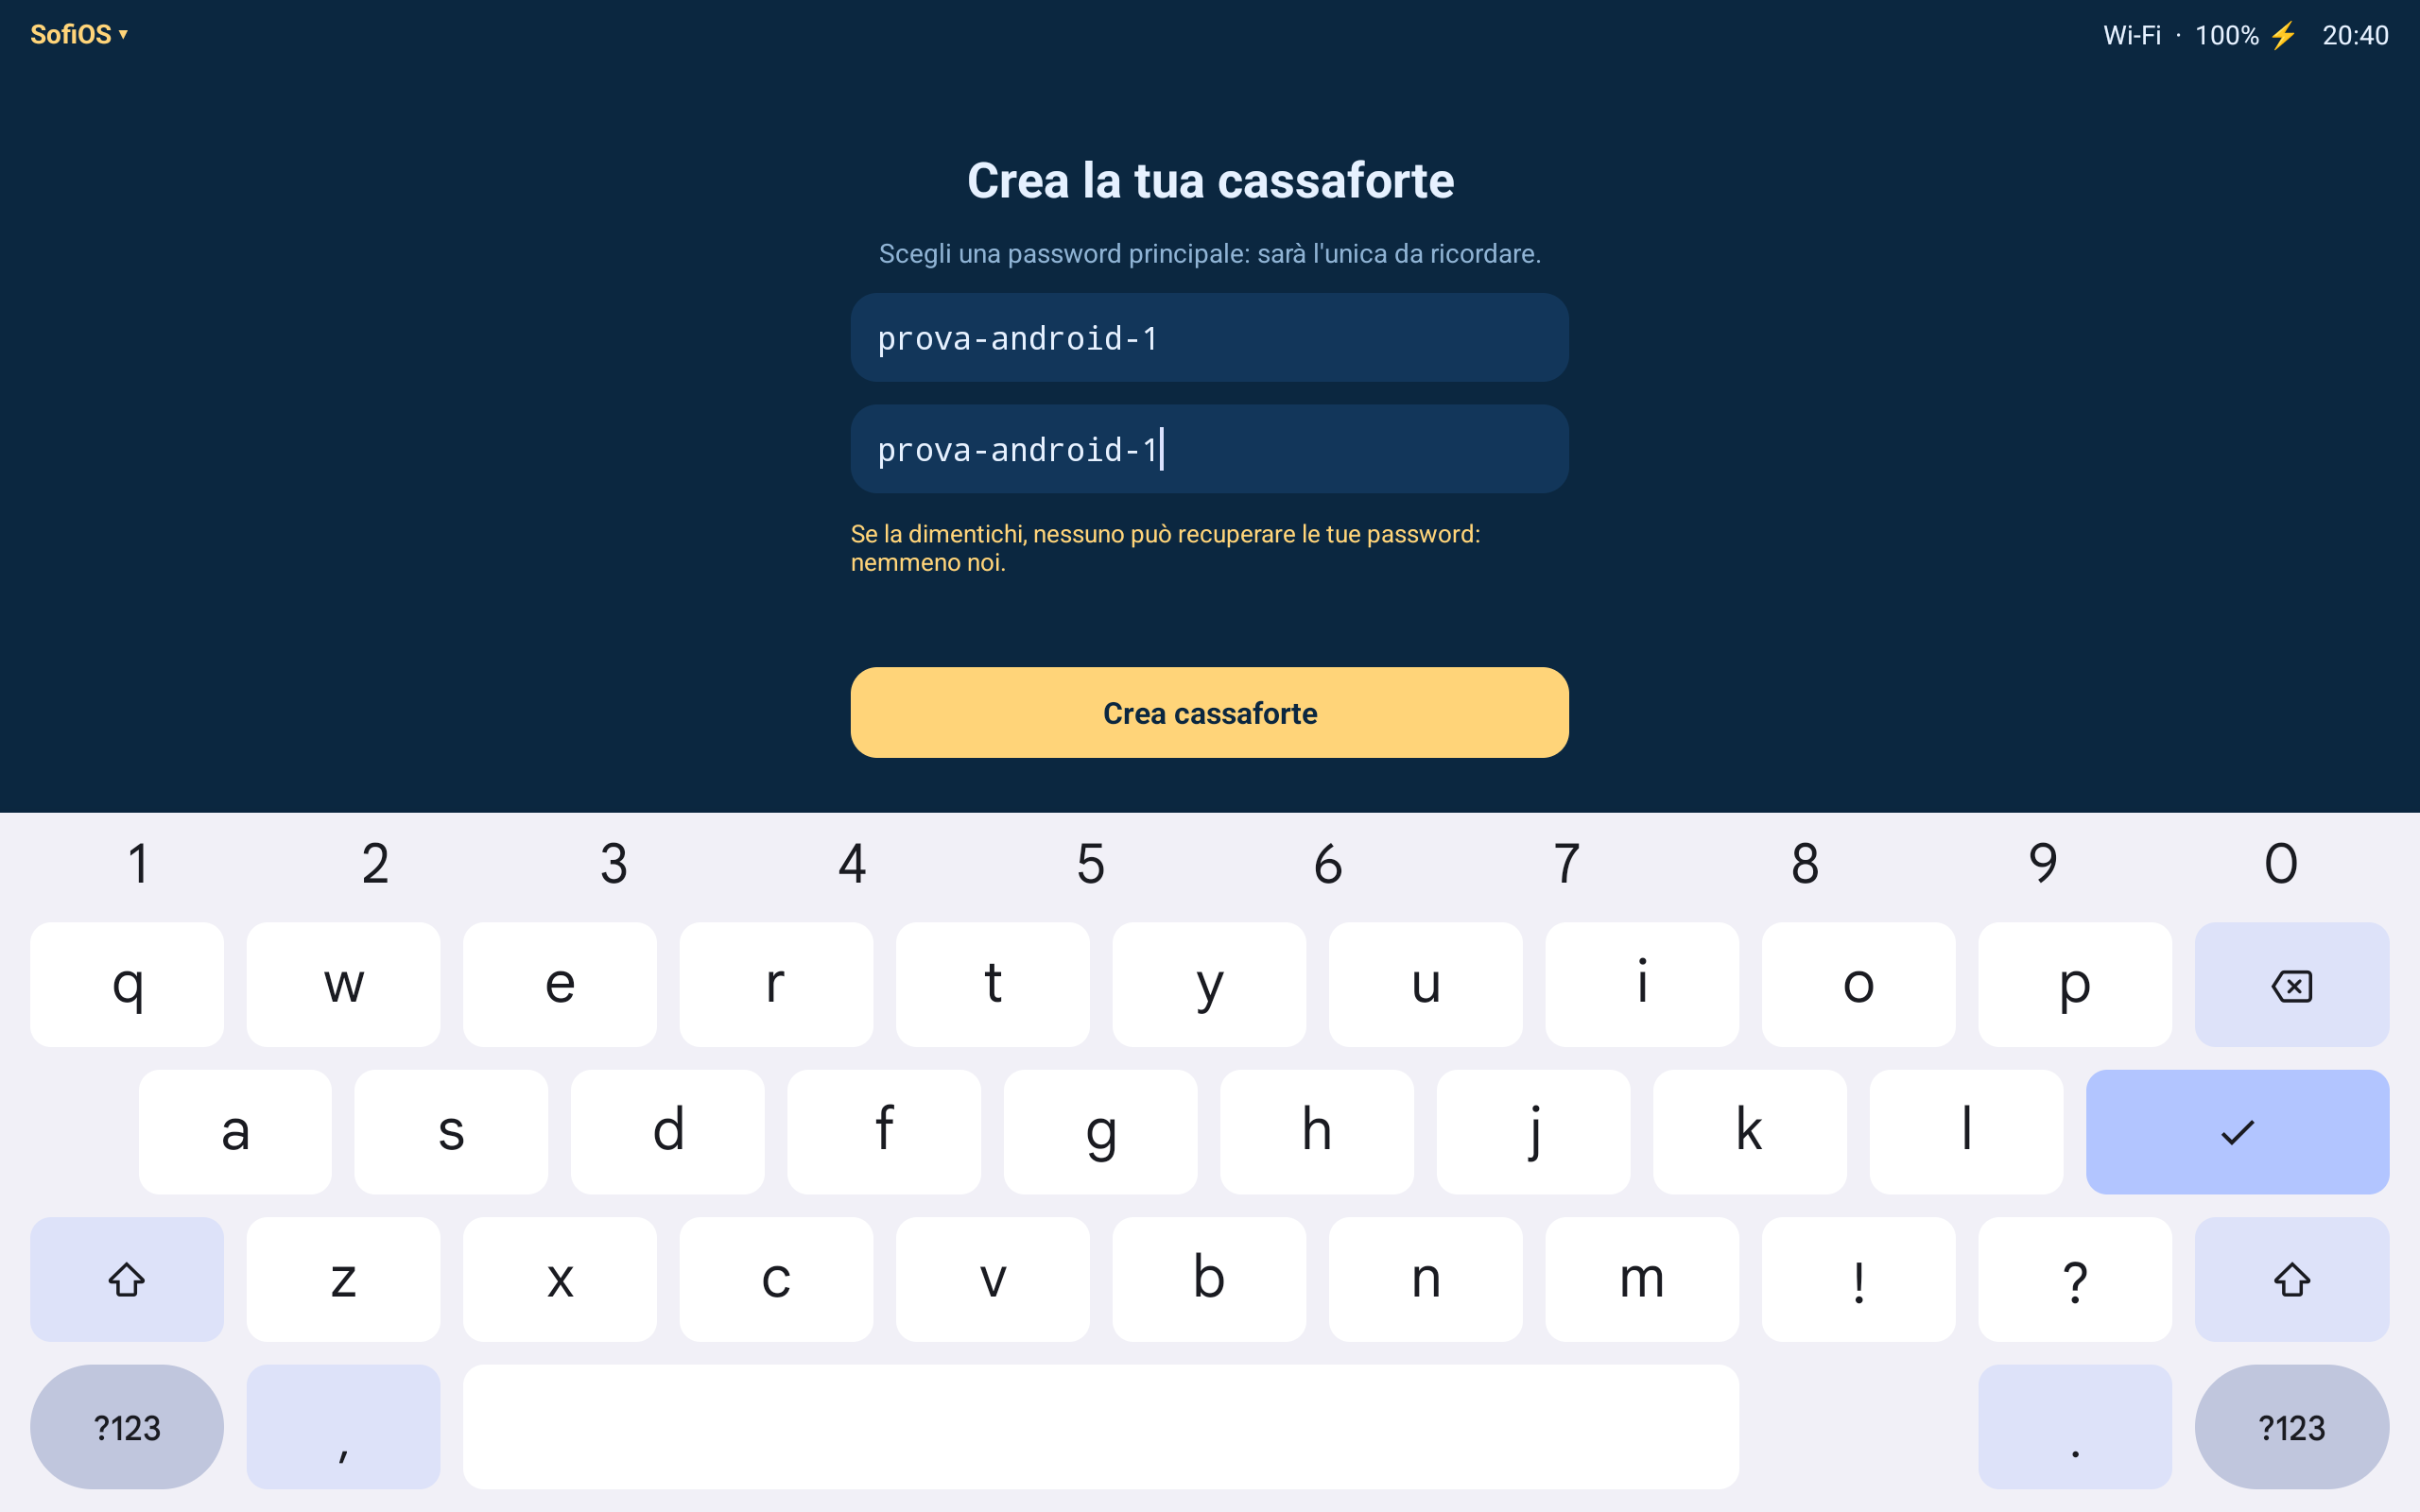 SofiOS ▾
Wi-Fi · 100% ⚡ 20:40
Crea la tua cassaforte
Scegli una password principale: sarà l'unica da ricordare.
prova-android-1
prova-android-1
Se la dimentichi, nessuno può recuperare le tue password:
nemmeno noi.
Crea cassaforte
1 2 3 4 5 6 7 8 9 0
q w e r t y u i o p
a s d f g h j k l
z x c v b n m ! ?
?123 , . ?123